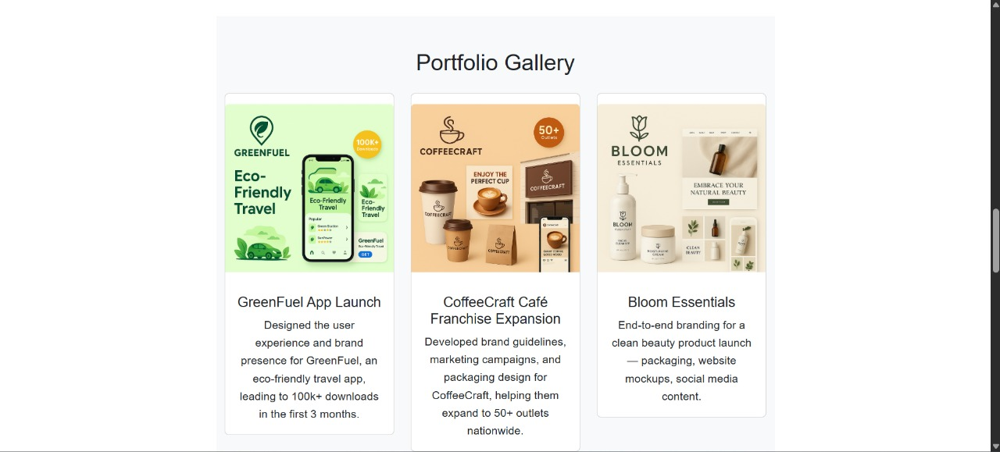 Portfolio Gallery
GREENFUEL
100K+
Downloads
Eco-
Friendly
Travel
Eco-Friendly
Travel
Popular
Green Station
SunPower
Eco-
Friendly
Travel
GreenFuel
Eco-Friendly Travel
GET
COFFEECRAFT
50+
Outlets
ENJOY THE
PERFECT CUP
COFFEECRAFT
COFFEECRAFT
COFFEECRAFT
COFFEECRAFT
BLOOM
ESSENTIALS
EMBRACE YOUR
NATURAL BEAUTY
BLOOM
MOISTURIZING
CREAM
CLEAN
BEAUTY
GreenFuel App Launch
Designed the user
experience and brand
presence for GreenFuel, an
eco-friendly travel app,
leading to 100k+ downloads
in the first 3 months.
CoffeeCraft Café
Franchise Expansion
Developed brand guidelines,
marketing campaigns, and
packaging design for
CoffeeCraft, helping them
expand to 50+ outlets
nationwide.
Bloom Essentials
End-to-end branding for a
clean beauty product launch
— packaging, website
mockups, social media
content.